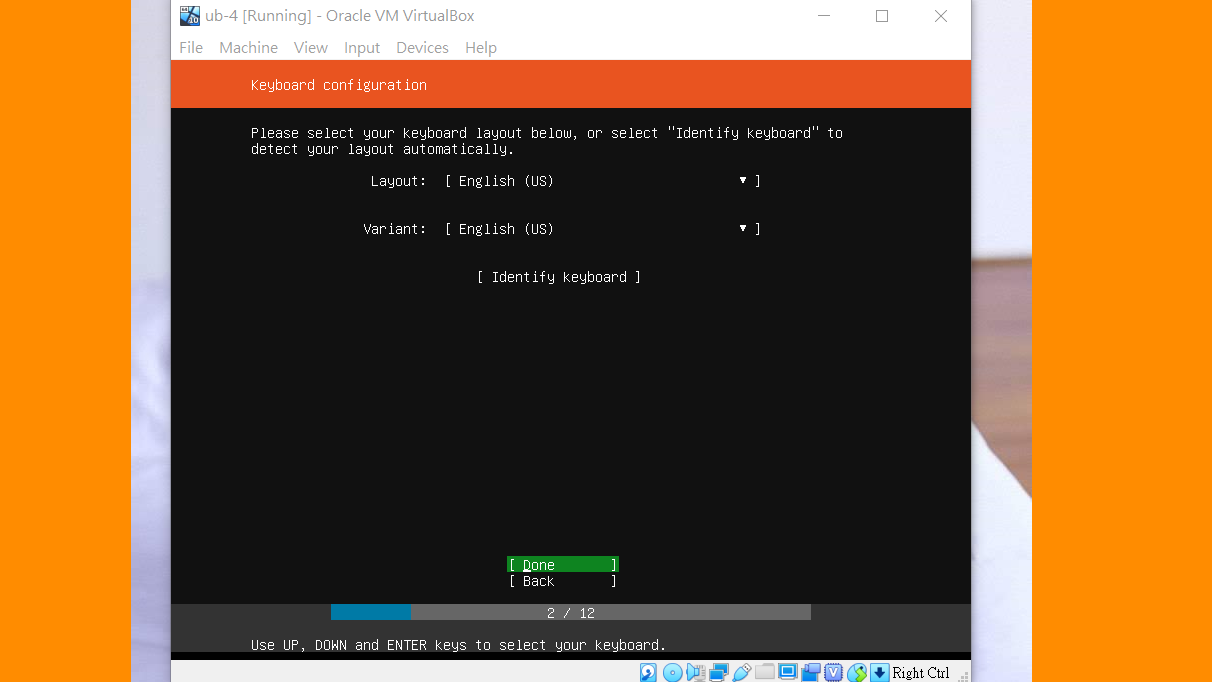 ub-4 [Running] - Oracle VM VirtualBox
File Machine View Input Devices Help
Keyboard configuration
Please select your keyboard layout below, or select "Identify keyboard" to
detect your layout automatically.
Layout: [ English (US) ▾ ]
Variant: [ English (US) ▾ ]
[ Identify keyboard ]
[ Done ]
[ Back ]
2 / 12
Use UP, DOWN and ENTER keys to select your keyboard.
Right Ctrl